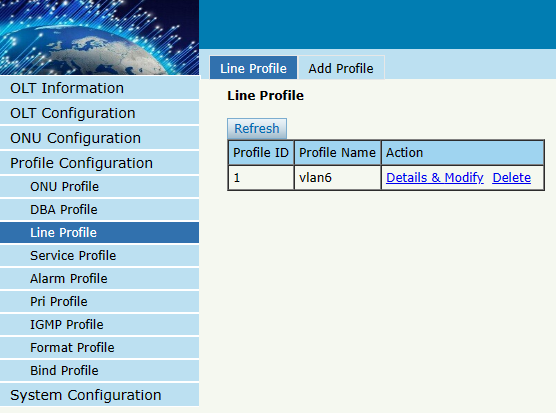 OLT Information
OLT Configuration
ONU Configuration
Profile Configuration
ONU Profile
DBA Profile
Line Profile
Service Profile
Alarm Profile
Pri Profile
IGMP Profile
Format Profile
Bind Profile
System Configuration
Line Profile Add Profile
Line Profile
Refresh
Profile ID Profile Name Action
1 vlan6 Details & Modify Delete